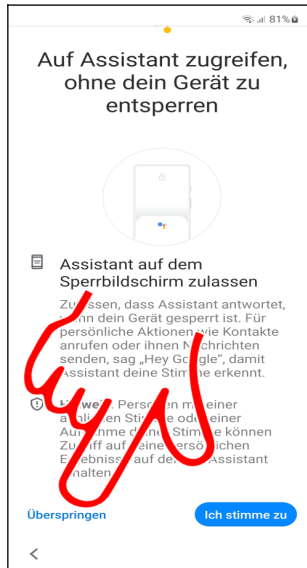 81%
Auf Assistant zugreifen,
ohne dein Gerät zu
entsperren
Assistant auf dem
Sperrbildschirm zulassen
Zulassen, dass Assistant antwortet,
wenn dein Gerät gesperrt ist. Für
persönliche Aktionen wie Kontakte
anrufen oder ihnen Nachrichten
senden, sag „Hey Google“, damit
Assistant deine Stimme erkennt.
Hinweis: Personen mit einer
ähnlichen Stimme oder einer
Aufnahme deiner Stimme können
Zugriff auf deine persönlichen
Ergebnisse auf der Assistant
erhalten
Überspringen
Ich stimme zu